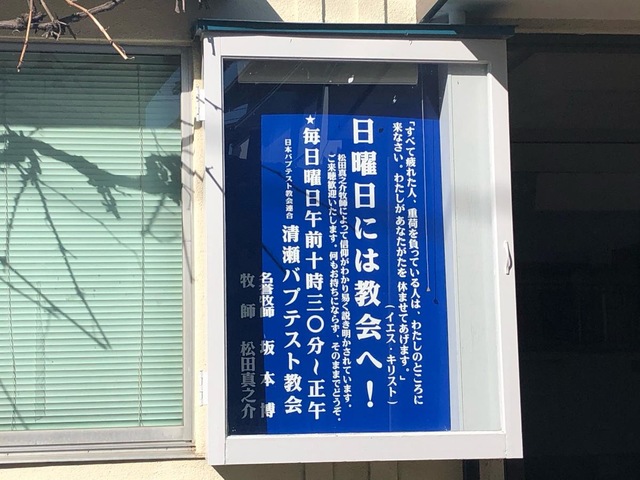 「すべて疲れた人、重荷を負っている人は、わたしのところに
来なさい。わたしがあなたがたを休ませてあげます。」
(イエス・キリスト)
日曜日には教会へ!
松田真之介牧師によって信仰がわかり易く説き明かされています。
ご来聴歓迎いたします。何もお持ちにならず、そのままでどうぞ。
★毎日曜日午前十時三〇分〜正午
日本バプテスト教会連合 清瀬バプテスト教会
名誉牧師 坂本博
牧師 松田真之介